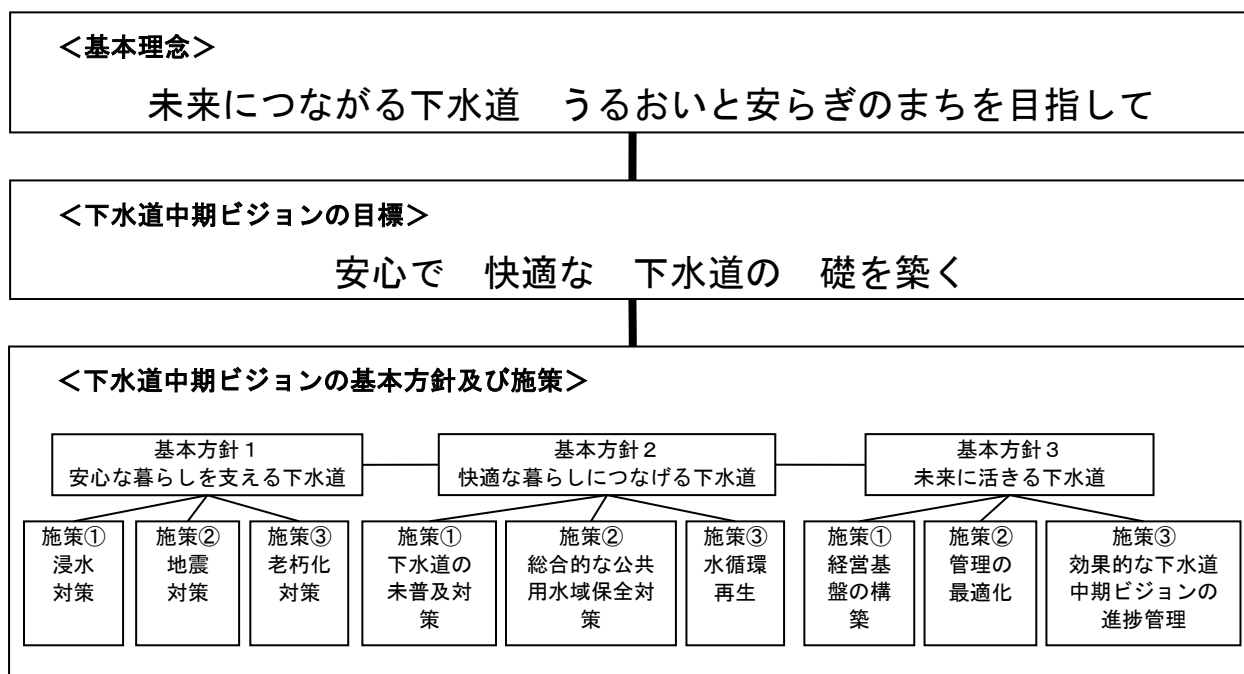 <基本理念>
未来につながる下水道　うるおいと安らぎのまちを目指して
<下水道中期ビジョンの目標>
安心で　快適な　下水道の　礎を築く
<下水道中期ビジョンの基本方針及び施策>
基本方針1
安心な暮らしを支える下水道
基本方針2
快適な暮らしにつなげる下水道
基本方針3
未来に活きる下水道
施策①
浸水
対策
施策②
地震
対策
施策③
老朽化
対策
施策①
下水道の
未普及対
策
施策②
総合的な公共
用水域保全対
策
施策③
水循環
再生
施策①
経営基
盤の構
築
施策②
管理の
最適化
施策③
効果的な下水道
中期ビジョンの
進捗管理